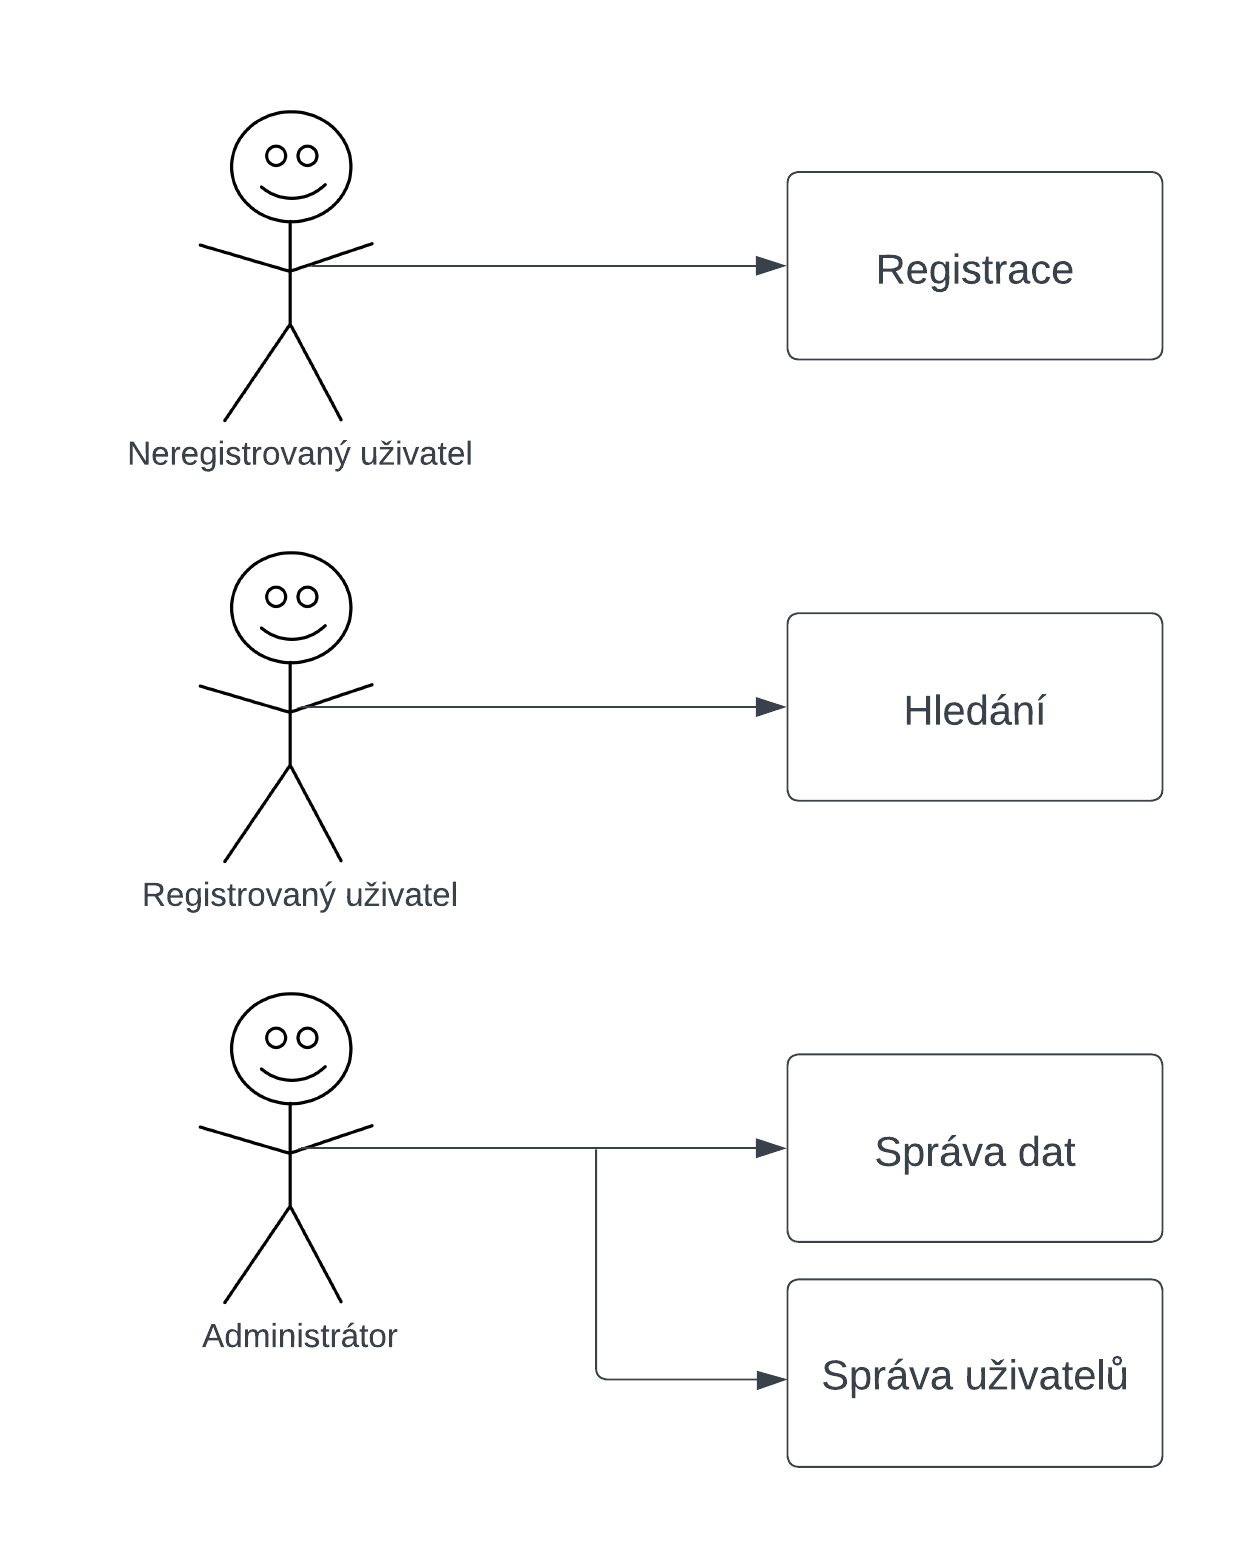 Registrace
Neregistrovaný uživatel
Hledání
Registrovaný uživatel
Správa dat
Administrátor
Správa uživatelů